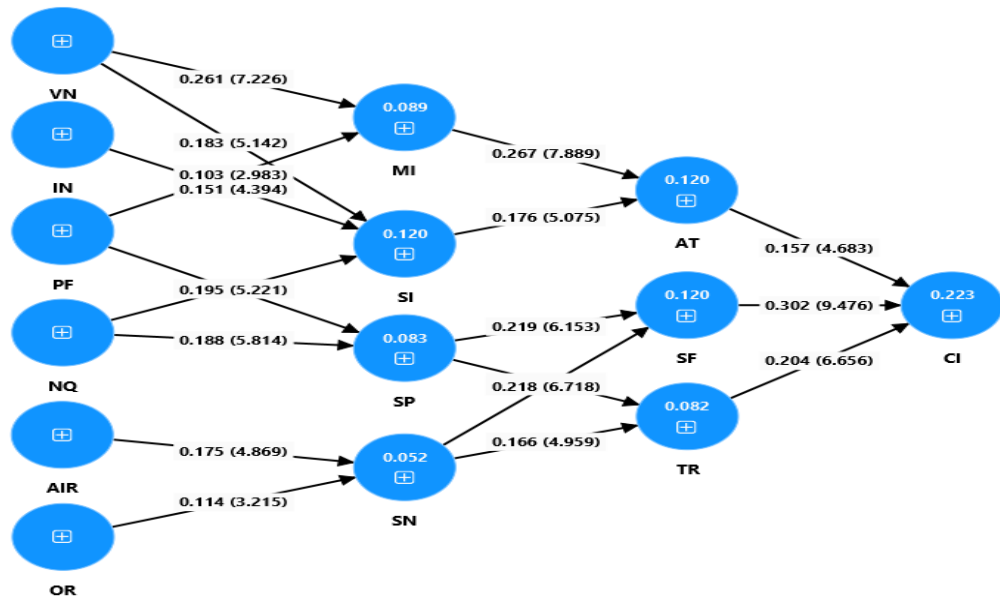 VN
IN
PF
NQ
AIR
OR
0.261 (7.226)
0.183 (5.142)
0.103 (2.983)
0.151 (4.394)
0.195 (5.221)
0.188 (5.814)
0.175 (4.869)
0.114 (3.215)
0.089
MI
0.120
SI
0.083
SP
0.052
SN
0.267 (7.889)
0.176 (5.075)
0.219 (6.153)
0.218 (6.718)
0.166 (4.959)
0.120
AT
0.120
SF
0.082
TR
0.157 (4.683)
0.302 (9.476)
0.204 (6.656)
0.223
CI